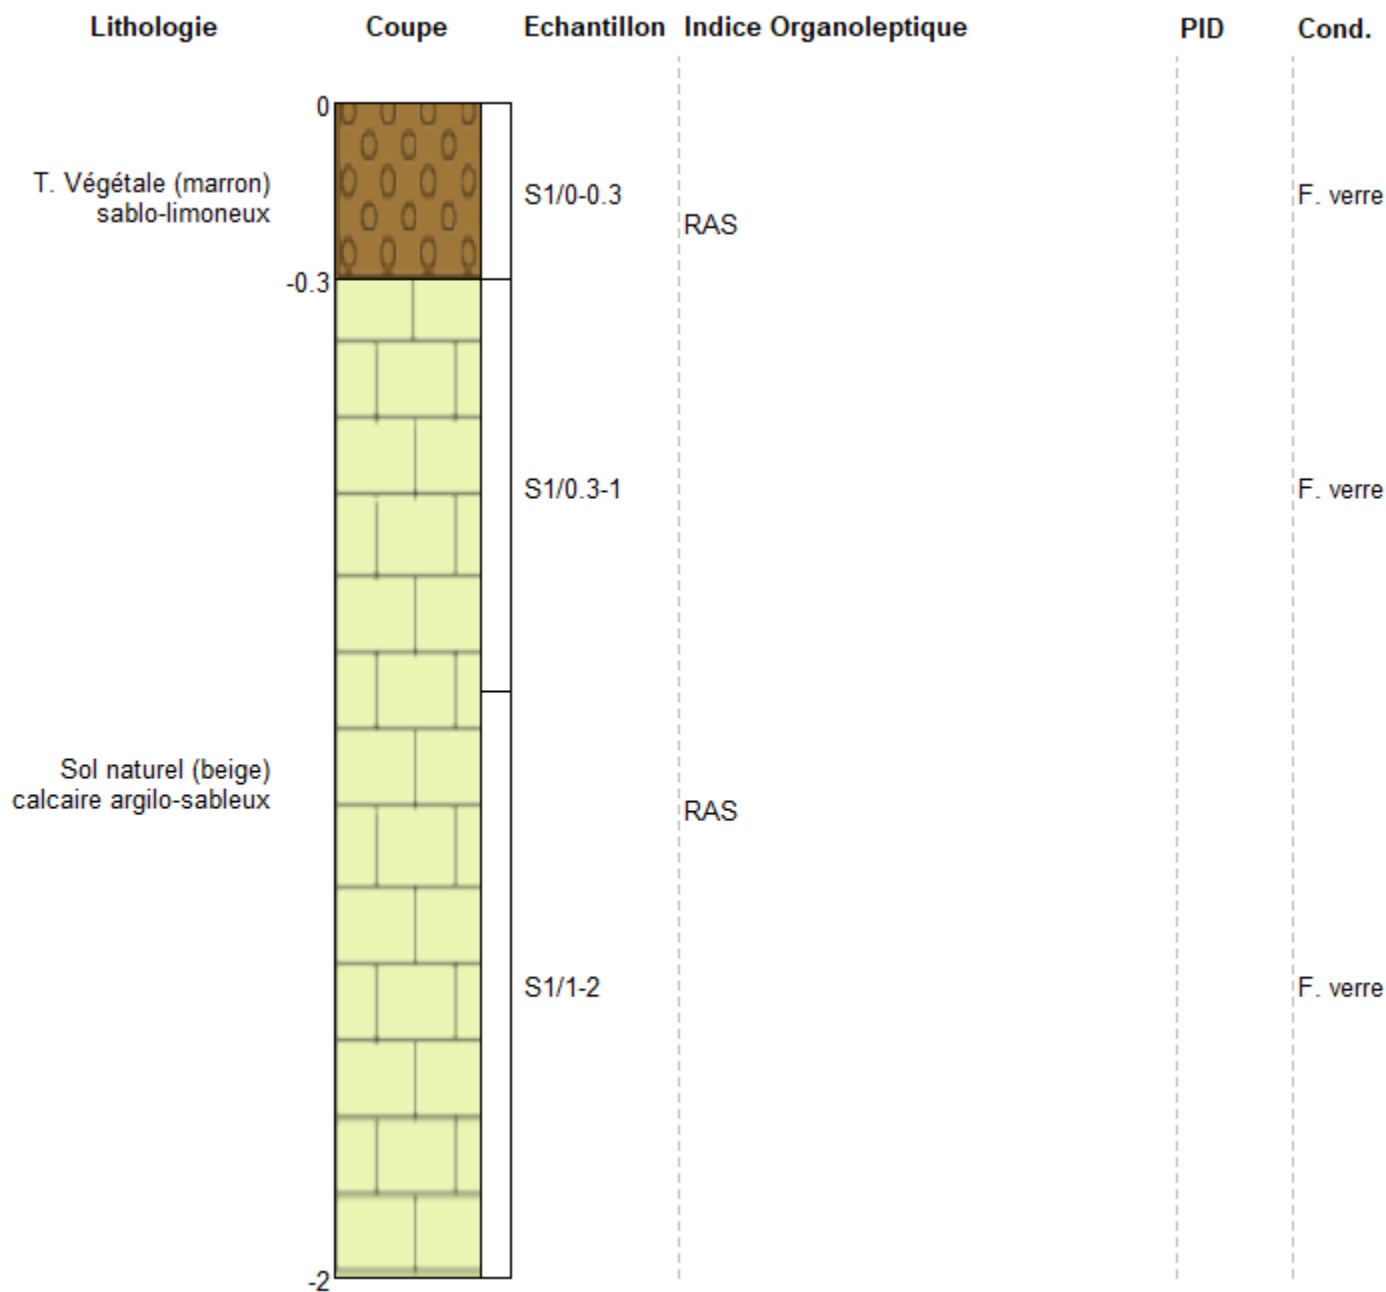 Lithologie Coupe Echantillon Indice Organoleptique PID Cond.
0
T. Végétale (marron)
sablo-limoneux
S1/0-0.3
RAS
F. verre
-0.3
S1/0.3-1
F. verre
Sol naturel (beige)
calcaire argilo-sableux
RAS
S1/1-2
F. verre
-2